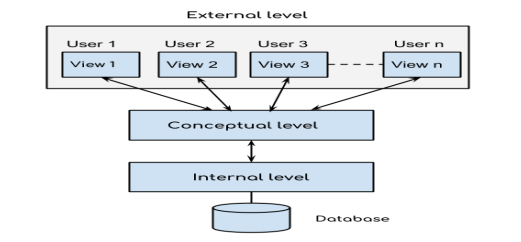 External level
User 1 User 2 User 3 User n
View 1 View 2 View 3 View n
Conceptual level
Internal level
Database